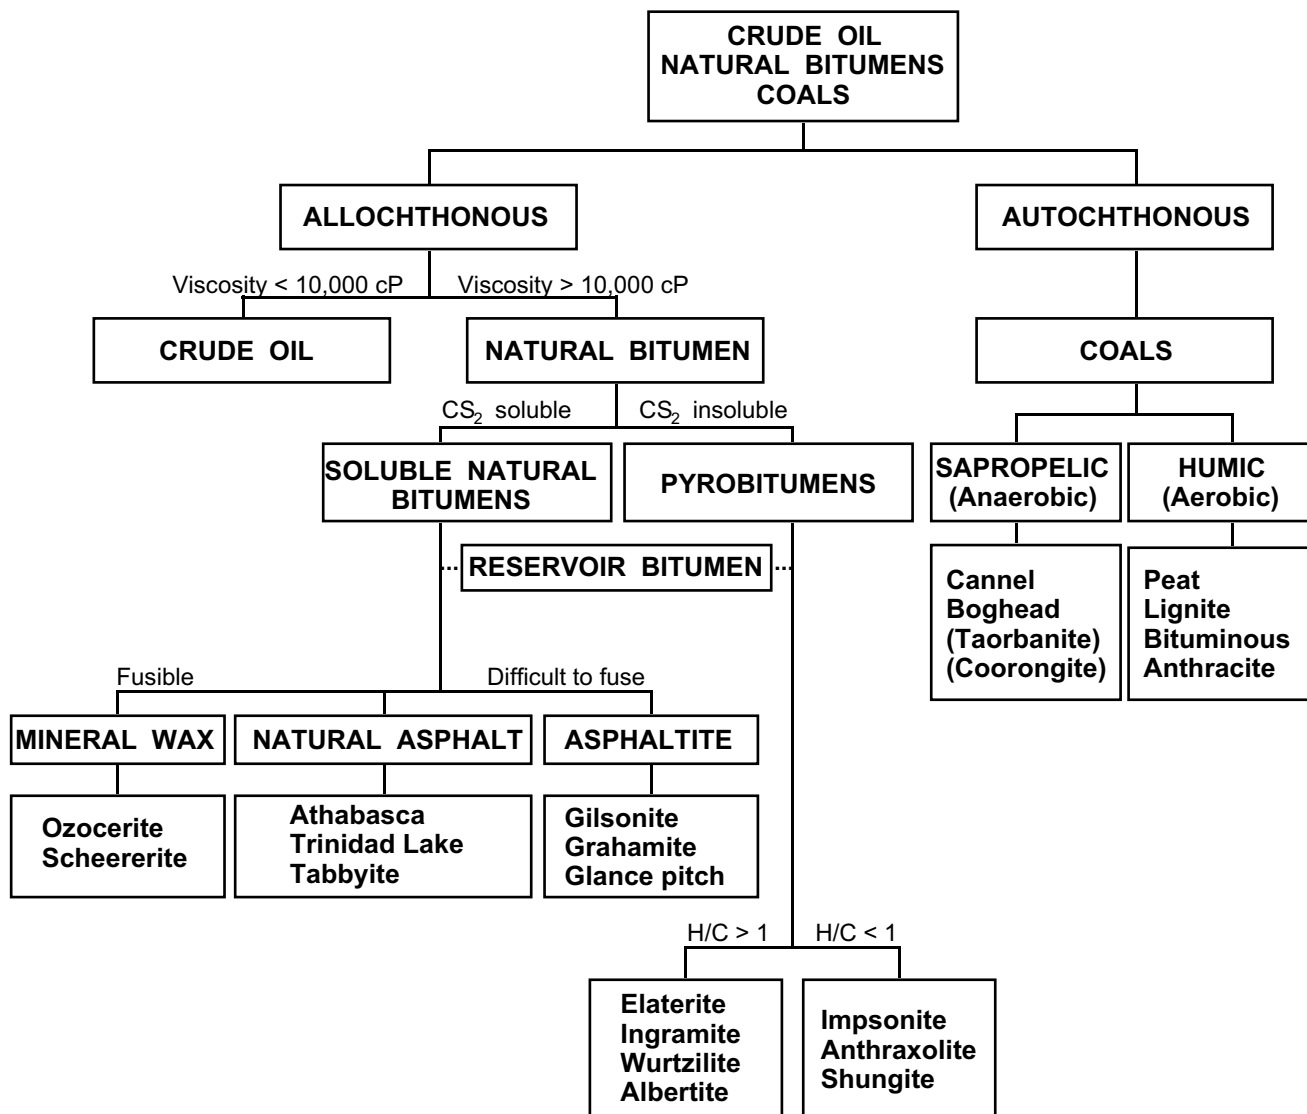 CRUDE OIL
NATURAL BITUMENS
COALS
ALLOCHTHONOUS
AUTOCHTHONOUS
Viscosity < 10,000 cP
Viscosity > 10,000 cP
CRUDE OIL
NATURAL BITUMEN
COALS
CS₂ soluble
CS₂ insoluble
SOLUBLE NATURAL
BITUMENS
PYROBITUMENS
SAPROPELIC
(Anaerobic)
HUMIC
(Aerobic)
RESERVOIR BITUMEN
Cannel
Boghead
(Taorbanite)
(Coorongite)
Peat
Lignite
Bituminous
Anthracite
Fusible
Difficult to fuse
MINERAL WAX
NATURAL ASPHALT
ASPHALTITE
Ozocerite
Scheererite
Athabasca
Trinidad Lake
Tabbyite
Gilsonite
Grahamite
Glance pitch
H/C > 1
H/C < 1
Elaterite
Ingramite
Wurtzilite
Albertite
Impsonite
Anthraxolite
Shungite